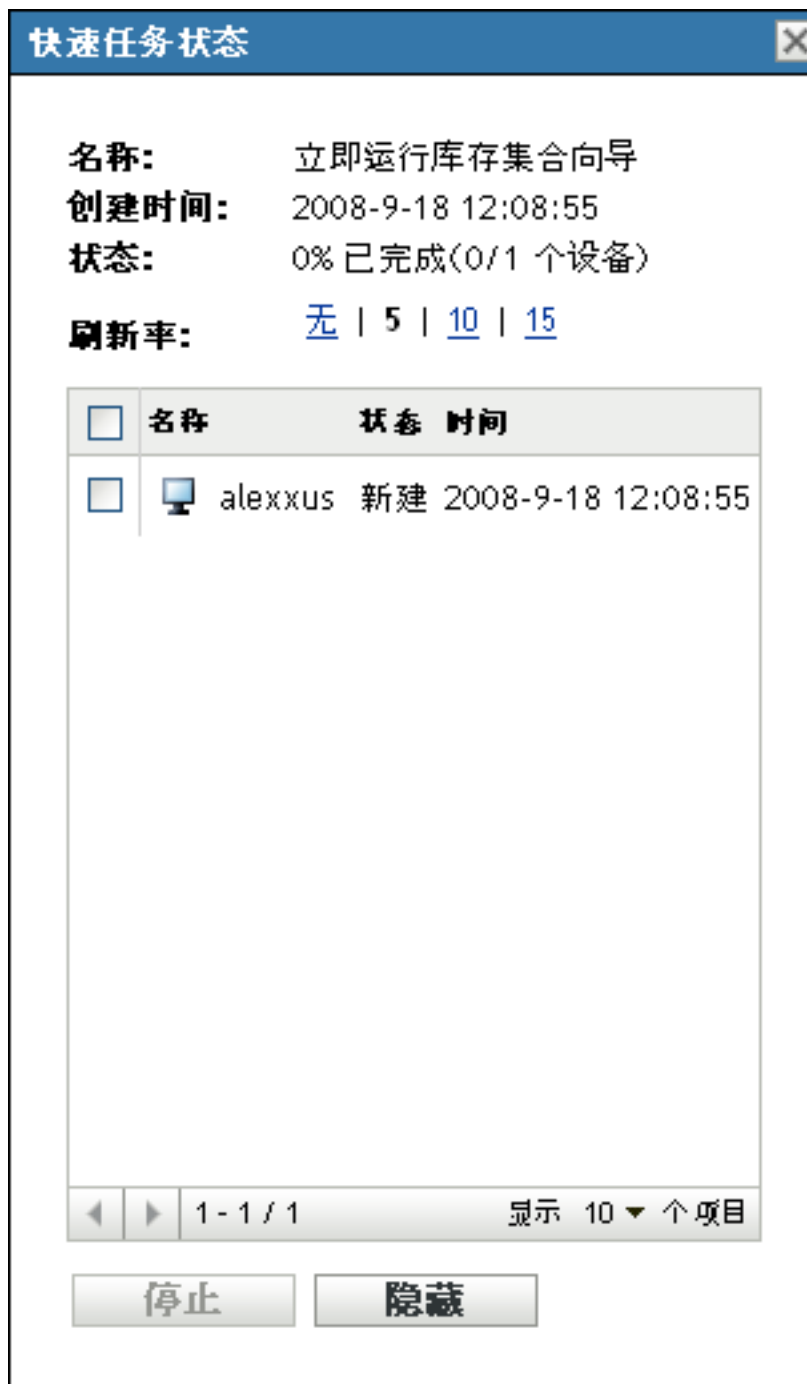 快速任务状态
名称: 立即运行库存集合向导
创建时间: 2008-9-18 12:08:55
状态: 0% 已完成(0/1 个设备)
刷新率: 无 | 5 | 10 | 15
名称 状态 时间
alexxus 新建 2008-9-18 12:08:55
1 - 1 / 1 显示 10 个项目
停止 隐藏